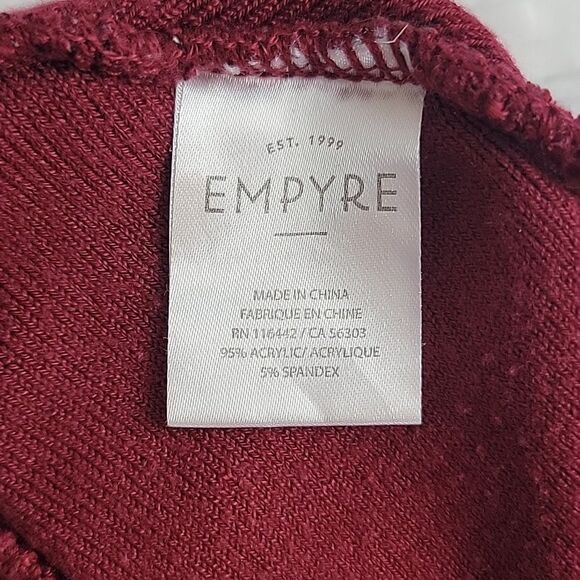 EST. 1999
EMPYRE
MADE IN CHINA
FABRIQUE EN CHINE
RN 116442 / CA 56303
95% ACRYLIC/ ACRYLIQUE
5% SPANDEX